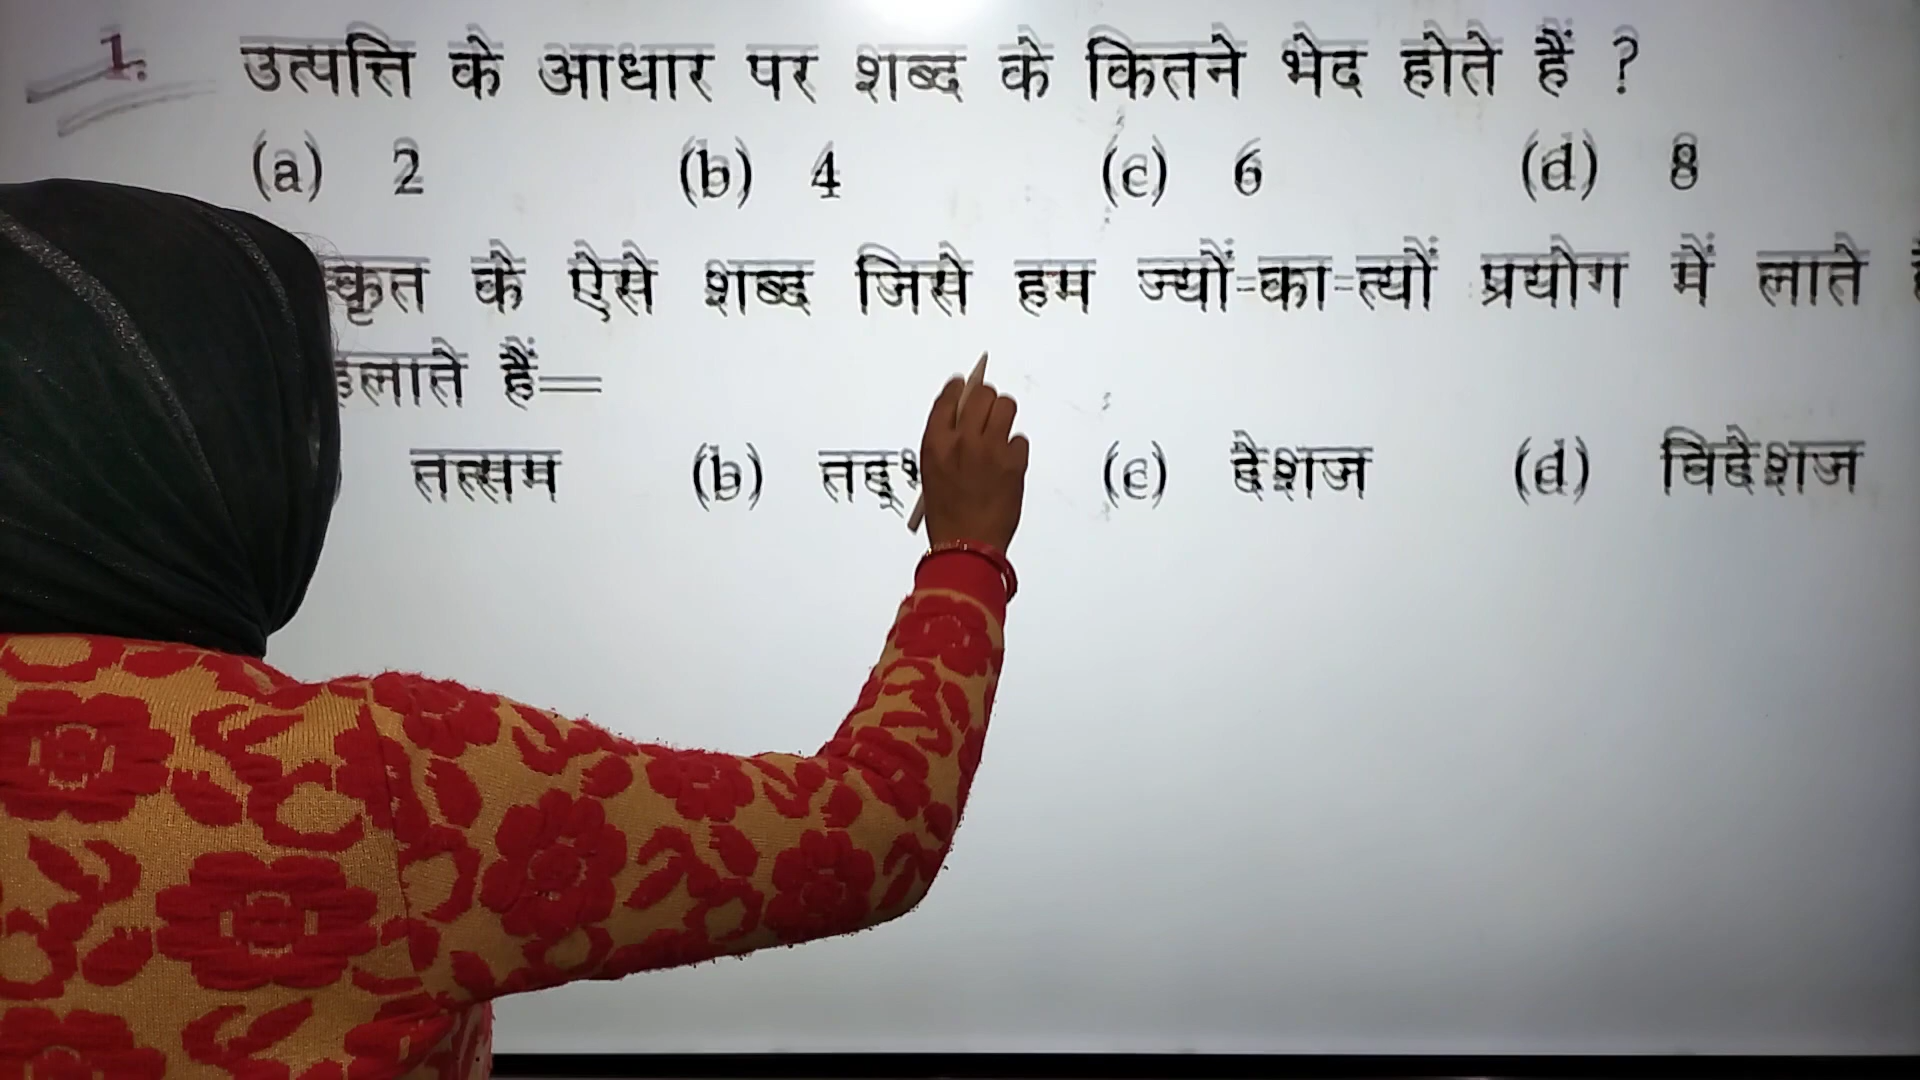 1. उत्पत्ति के आधार पर शब्द के कितने भेद होते हैं ?
(a) 2 (b) 4 (c) 6 (d) 8
के ऐसे शब्द जिसे हम ज्यों-का-त्यों प्रयोग में लाते
हैं—
तत्सम (b) (c) देशज (d) विदेशज